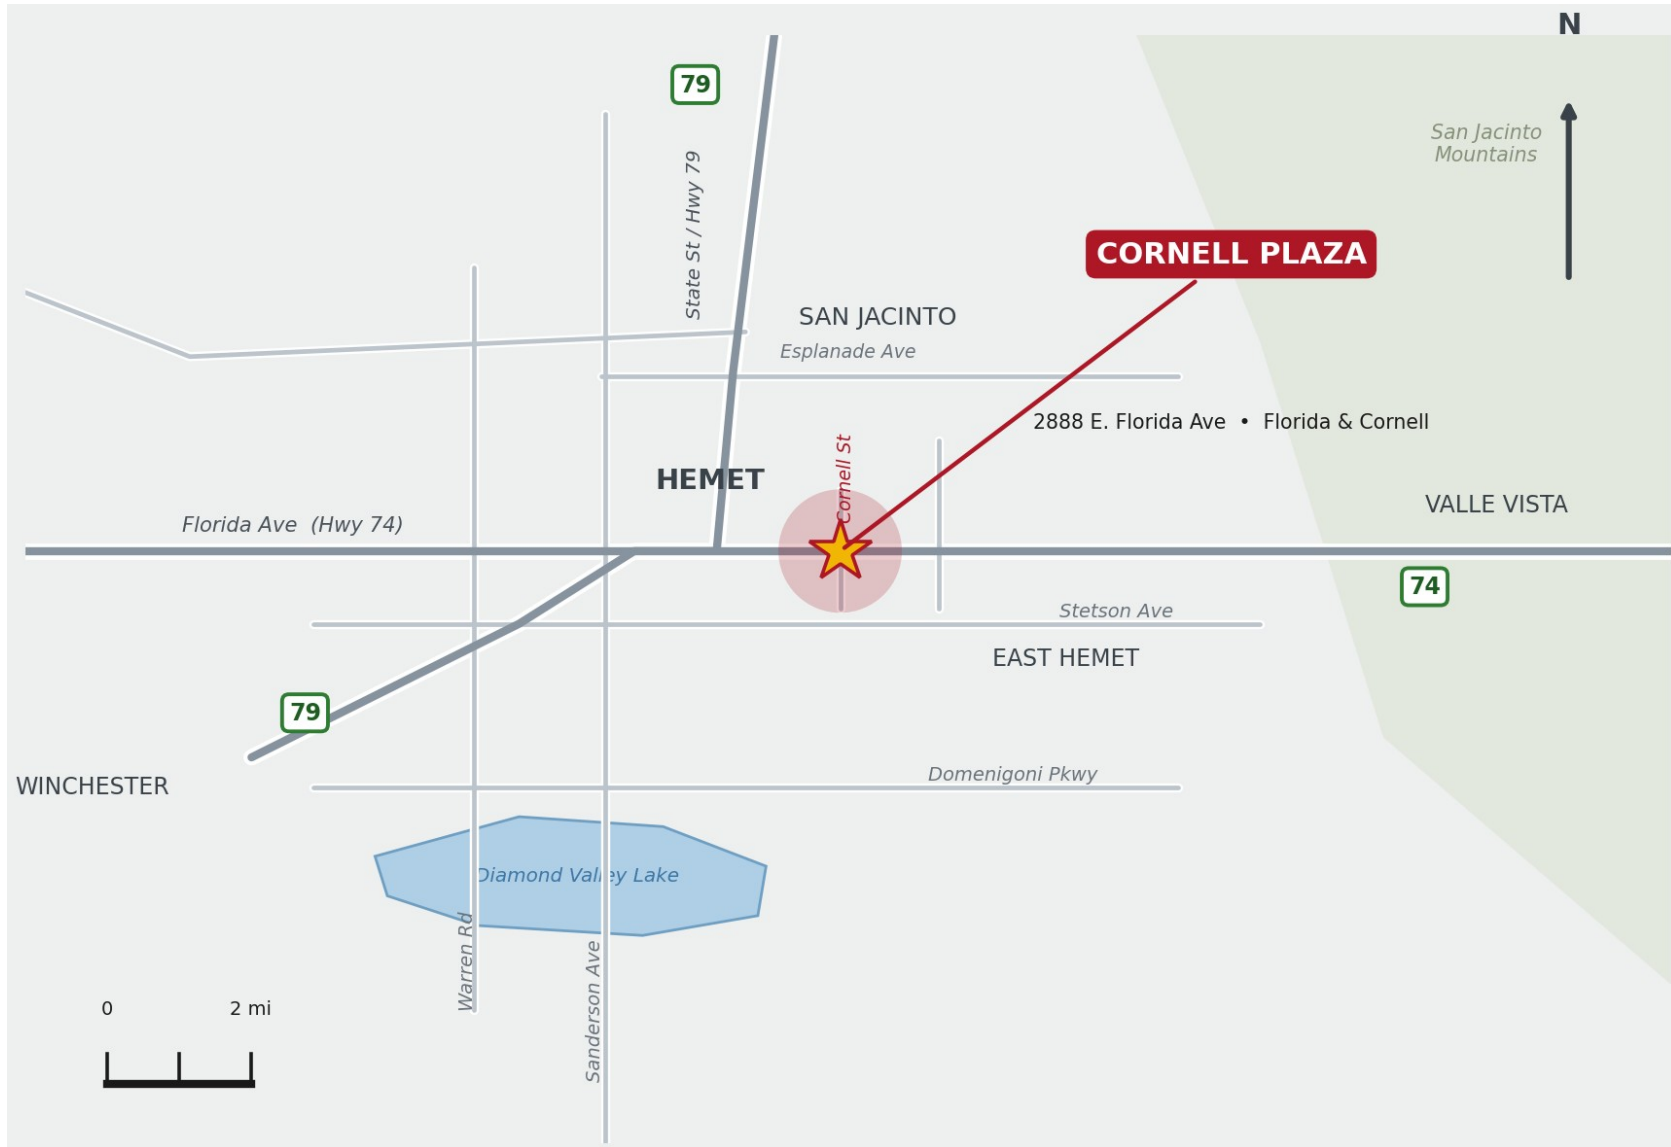 N
79
San Jacinto
Mountains
State St / Hwy 79
CORNELL PLAZA
SAN JACINTO
Esplanade Ave
2888 E. Florida Ave • Florida & Cornell
Cornell St
HEMET
VALLE VISTA
Florida Ave (Hwy 74)
74
Stetson Ave
EAST HEMET
79
WINCHESTER
Domenigoni Pkwy
Diamond Valley Lake
Warren Rd
Sanderson Ave
0 2 mi